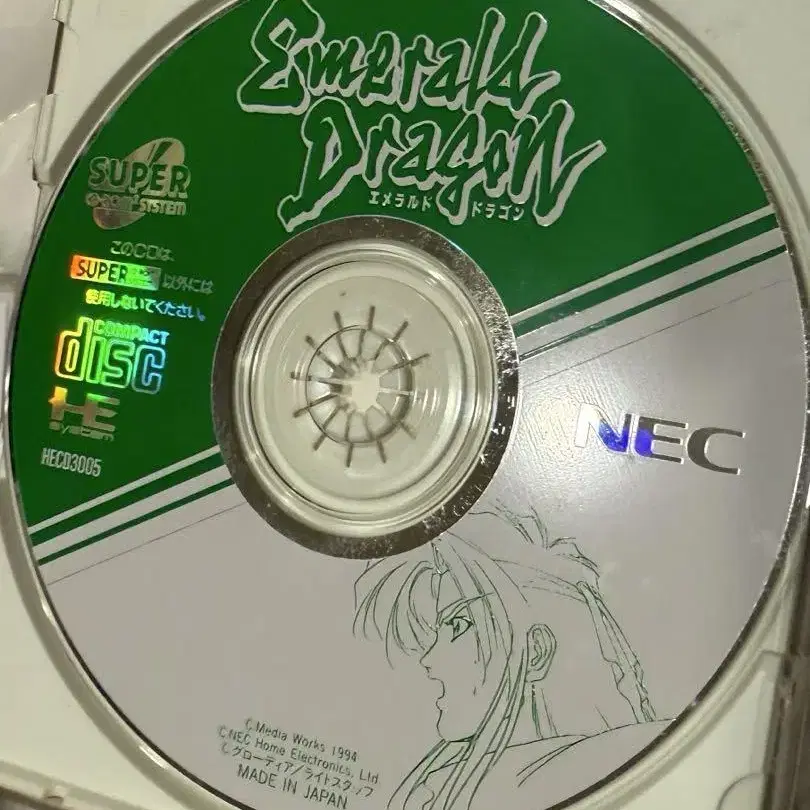 Emerald
Dragon
エメラルド ドラゴン
SUPER
CD-ROM² SYSTEM
このCDは、
SUPER 以外には
使用しないでください。
COMPACT
disc
HE
system
HECD3005
NEC
©Media Works 1994
©NEC Home Electronics, Ltd
©グローディア/ライトスタッフ
MADE IN JAPAN